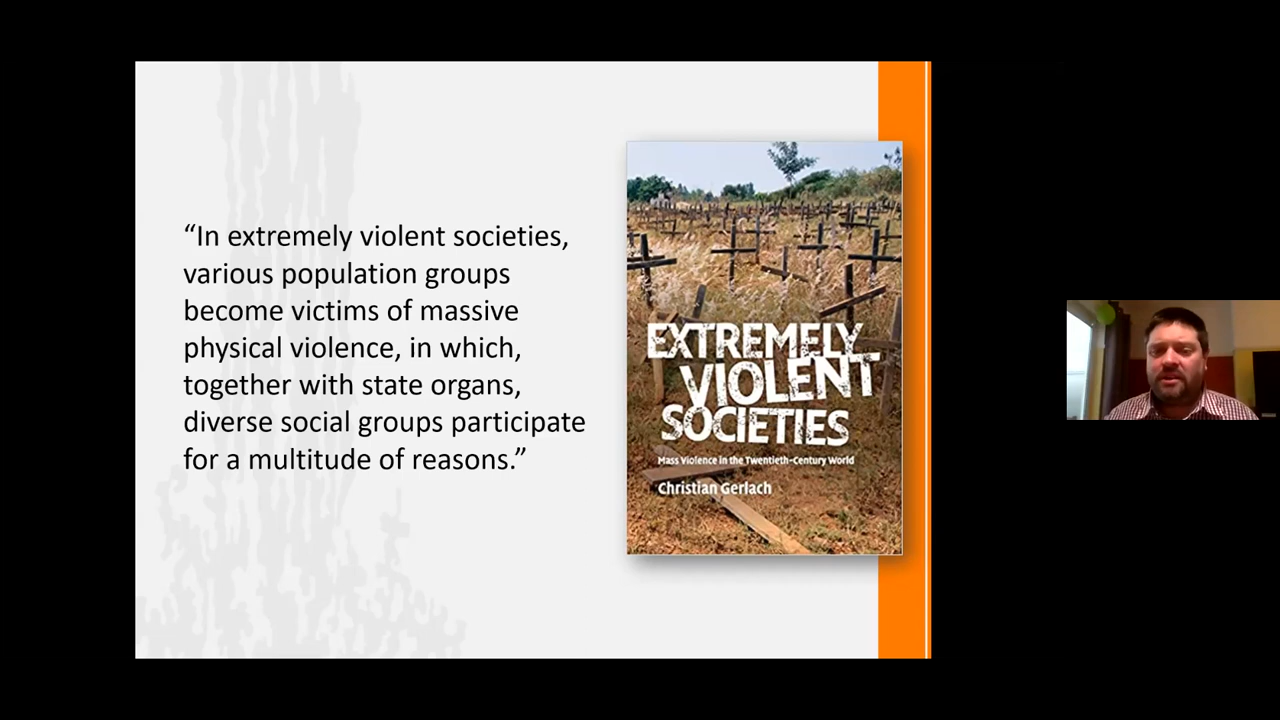 “In extremely violent societies,
various population groups
become victims of massive
physical violence, in which,
together with state organs,
diverse social groups participate
for a multitude of reasons.”
EXTREMELY
VIOLENT
SOCIETIES
Mass Violence in the Twentieth-Century World
Christian Gerlach